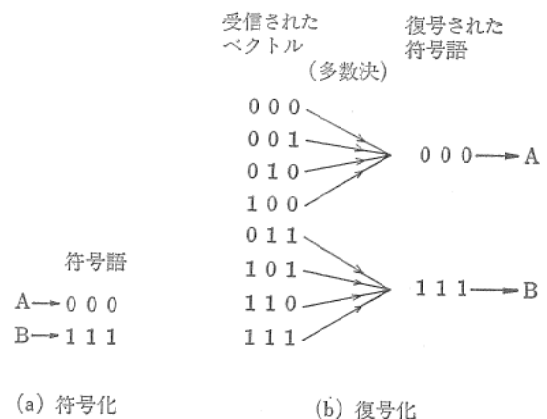 受信された
ベクトル
(多数決)
復号された
符号語
0 0 0
0 0 1
0 1 0
1 0 0
0 1 1
1 0 1
1 1 0
1 1 1
0 0 0 → A
1 1 1 → B
符号語
A → 0 0 0
B → 1 1 1
(a) 符号化
(b) 復号化